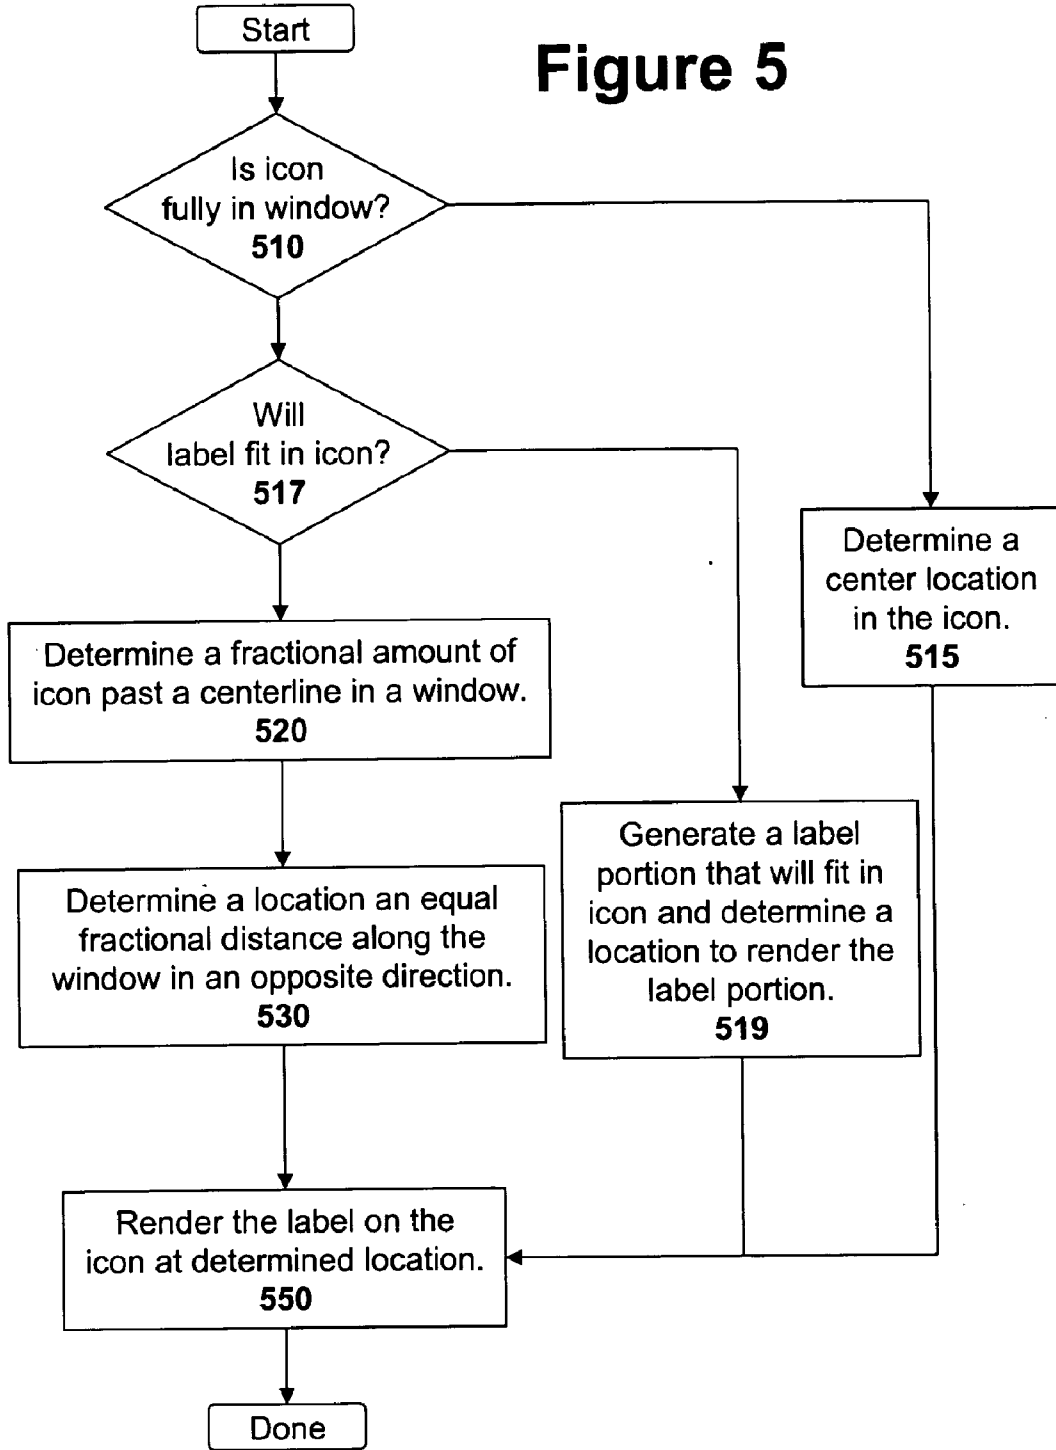 Start
Figure 5
Is icon
fully in window?
510
Will
label fit in icon?
517
Determine a
center location
in the icon.
515
Determine a fractional amount of
icon past a centerline in a window.
520
Generate a label
portion that will fit in
icon and determine a
location to render the
label portion.
519
Determine a location an equal
fractional distance along the
window in an opposite direction.
530
Render the label on the
icon at determined location.
550
Done